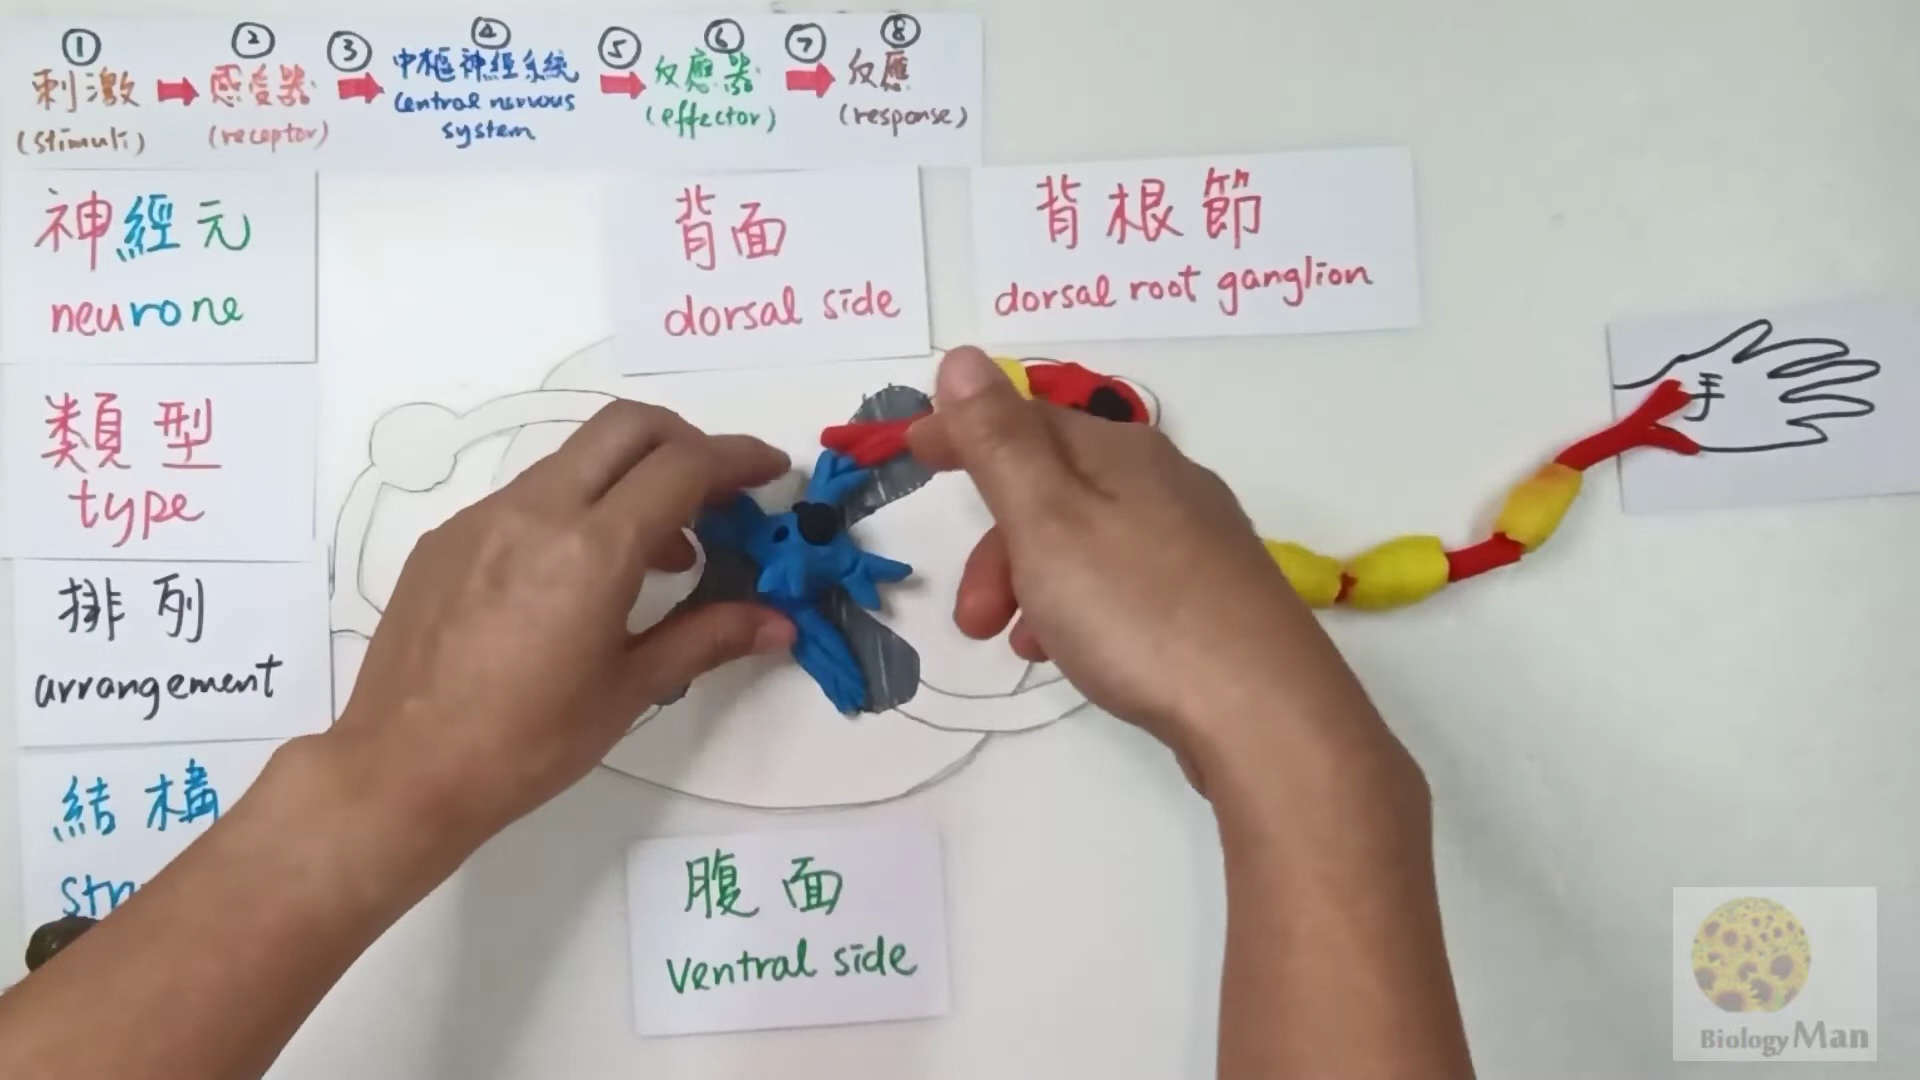 ① ② ③ ④ ⑤ ⑥ ⑦ ⑧
刺激 感受器 中樞神經系統 反應器 反應
(stimuli) (receptor) central nervous system (effector) (response)
神經元
neurone
類型
type
排列
arrangement
結構
背面
dorsal side
背根節
dorsal root ganglion
手
腹面
ventral side
Biology Man